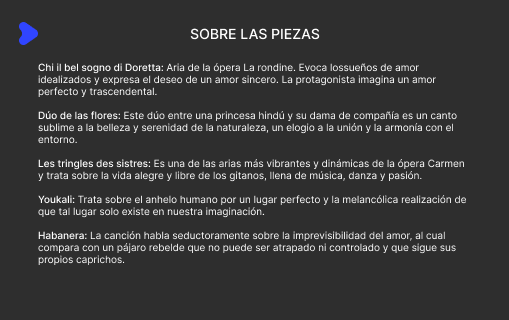 SOBRE LAS PIEZAS
Chi il bel sogno di Doretta: Aria de la ópera La rondine. Evoca lossueños de amor
idealizados y expresa el deseo de un amor sincero. La protagonista imagina un amor
perfecto y trascendental.
Dúo de las flores: Este dúo entre una princesa hindú y su dama de compañía es un canto
sublime a la belleza y serenidad de la naturaleza, un elogio a la unión y la armonía con el
entorno.
Les tringles des sistres: Es una de las arias más vibrantes y dinámicas de la ópera Carmen
y trata sobre la vida alegre y libre de los gitanos, llena de música, danza y pasión.
Youkali: Trata sobre el anhelo humano por un lugar perfecto y la melancólica realización de
que tal lugar solo existe en nuestra imaginación.
Habanera: La canción habla seductoramente sobre la imprevisibilidad del amor, al cual
compara con un pájaro rebelde que no puede ser atrapado ni controlado y que sigue sus
propios caprichos.